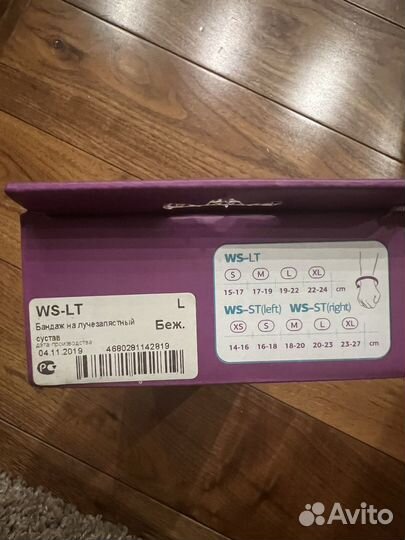 WS-LT
L
Бандаж на лучезапястный
сустав
Беж.
дата производства
04.11.2019
4680281142819
WS-LT
S M L XL
15-17 17-19 19-22 22-24 cm
WS-ST(left) WS-ST(right)
XS S M L XL
14-16 16-18 18-20 20-23 23-27 cm
Avito